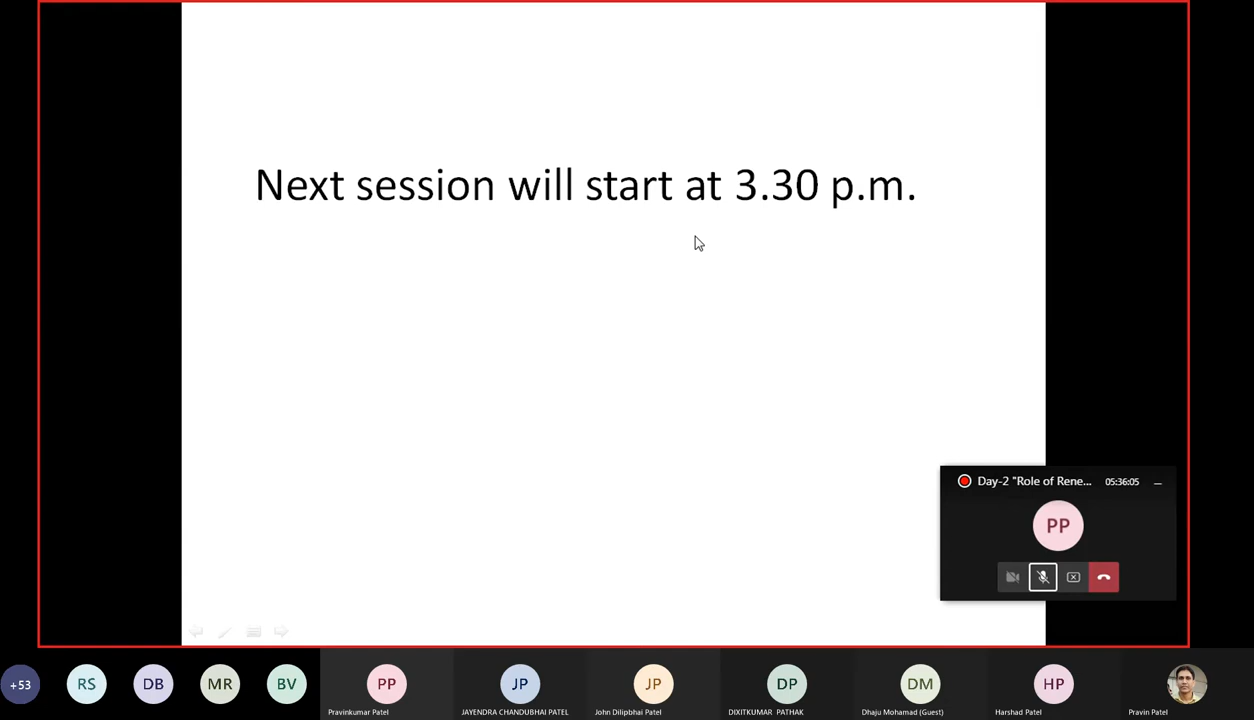 Next session will start at 3.30 p.m.
Day-2 "Role of Rene...
05:36:05
PP
+53
RS
DB
MR
BV
PP
JP
JP
DP
DM
HP
Pravinkumar Patel
JAYENDRA CHANDUBHAI PATEL
John Dilipbhai Patel
DIXITKUMAR PATHAK
Dhaju Mohamad (Guest)
Harshad Patel
Pravin Patel